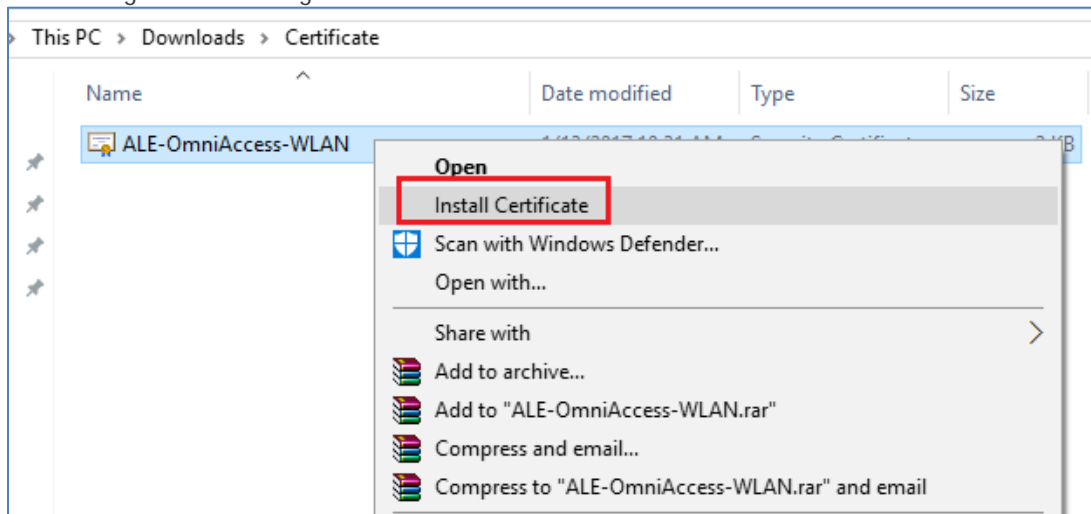 This PC > Downloads > Certificate
Name Date modified Type Size
ALE-OmniAccess-WLAN
Open
Install Certificate
Scan with Windows Defender...
Open with...
Share with
Add to archive...
Add to "ALE-OmniAccess-WLAN.rar"
Compress and email...
Compress to "ALE-OmniAccess-WLAN.rar" and email